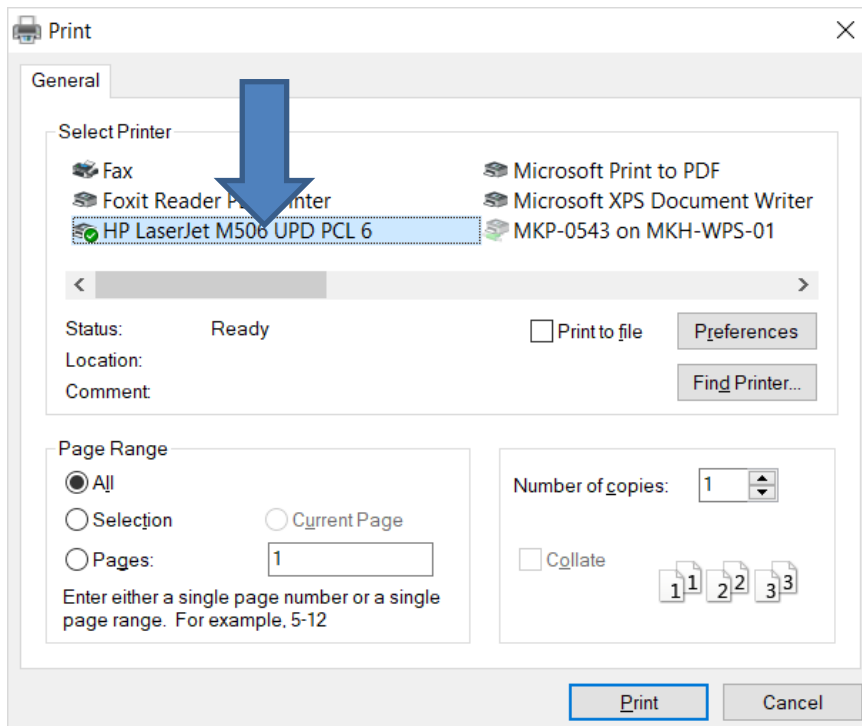 Print
General
Select Printer
Fax
Microsoft Print to PDF
Foxit Reader P inter
Microsoft XPS Document Writer
HP LaserJet M506 UPD PCL 6
MKP-0543 on MKH-WPS-01
Status: Ready
Print to file
Preferences
Location:
Comment:
Find Printer...
Page Range
All
Number of copies: 1
Selection
Current Page
Pages: 1
Collate
1 1 2 2 3 3
Enter either a single page number or a single
page range. For example, 5-12
Print
Cancel